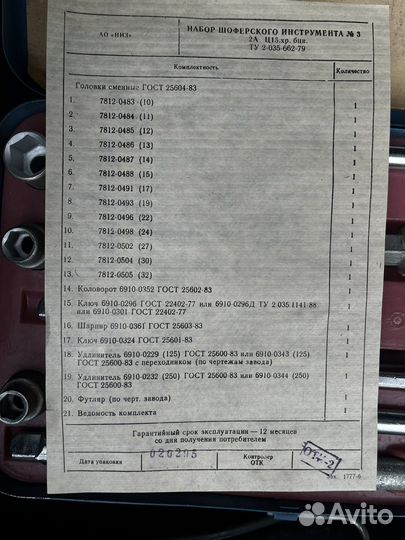 АО «НИЗ»
НАБОР ШОФЕРСКОГО ИНСТРУМЕНТА № 3
2А Ц15.хр. бцв.
ТУ 2-035-662-79
Комплектность
Количество
Головки сменные ГОСТ 25604-83
1. 7812-0483 (10) 1
2. 7812-0484 (11) 1
3. 7812-0485 (12) 1
4. 7812-0486 (13) 1
5. 7812-0487 (14) 1
6. 7812-0488 (15) 1
7. 7812-0491 (17) 1
8. 7812-0493 (19) 1
9. 7812-0496 (22) 1
10. 7812-0498 (24) 1
11. 7812-0502 (27) 1
12. 7812-0504 (30) 1
13. 7812-0505 (32) 1
14. Коловорот 6910-0352 ГОСТ 25602-83 1
15. Ключ 6910-0296 ГОСТ 22402-77 или 6910-0296Д ТУ 2.035.1141-88
или 6910-0301 ГОСТ 22402-77 1
16. Шарнир 6910-0361 ГОСТ 25603-83 1
17. Ключ 6910-0324 ГОСТ 25601-83 1
18. Удлинитель 6910-0229 (125) ГОСТ 25600-83 или 6910-0343 (125)
ГОСТ 25600-83 с переходником (по чертежам завода) 1
19. Удлинитель 6910-0232 (250) ГОСТ 25600-83 или 6910-0344 (250)
ГОСТ 25600-83 1
20. Футляр (по черт. завода) 1
21. Ведомость комплекта 1
Гарантийный срок эксплуатации — 12 месяцев
со дня получения потребителем
Дата упаковки
020295
Контролер
ОТК
ОТК-2
Зак. 1777-6
Avito